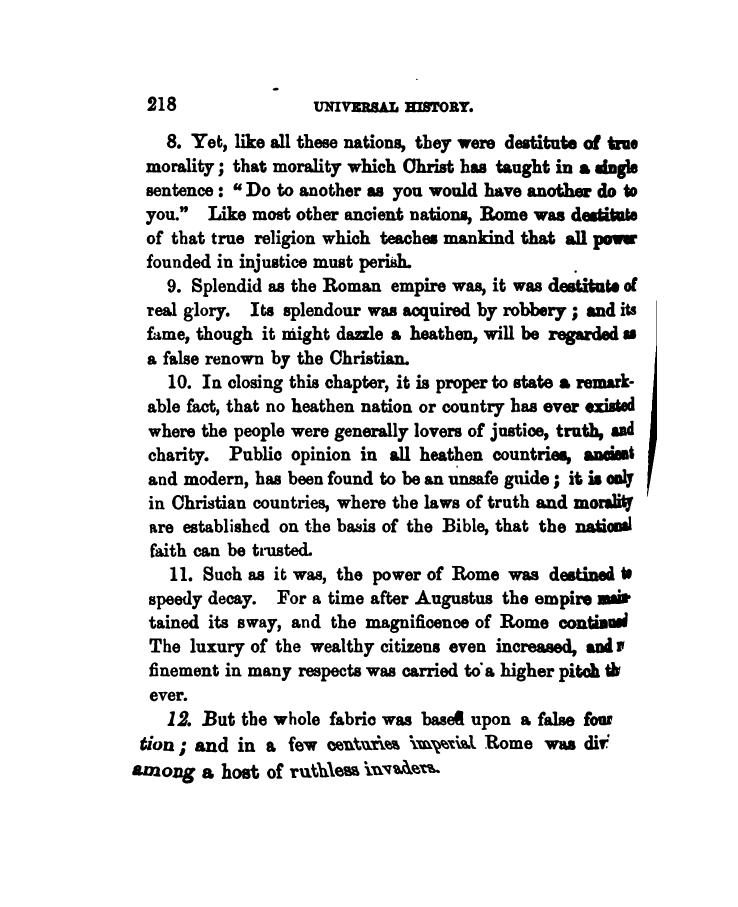 218 UNIVERSAL HISTORY.
8. Yet, like all these nations, they were destitute of true
morality; that morality which Christ has taught in a single
sentence: "Do to another as you would have another do to
you." Like most other ancient nations, Rome was destitute
of that true religion which teaches mankind that all power
founded in injustice must perish.
9. Splendid as the Roman empire was, it was destitute of
real glory. Its splendour was acquired by robbery; and its
fame, though it might dazzle a heathen, will be regarded as
a false renown by the Christian.
10. In closing this chapter, it is proper to state a remark-
able fact, that no heathen nation or country has ever existed
where the people were generally lovers of justice, truth, and
charity. Public opinion in all heathen countries, ancient
and modern, has been found to be an unsafe guide; it is only
in Christian countries, where the laws of truth and morality
are established on the basis of the Bible, that the national
faith can be trusted.
11. Such as it was, the power of Rome was destined to
speedy decay. For a time after Augustus the empire main-
tained its sway, and the magnificence of Rome continued
The luxury of the wealthy citizens even increased, and
finement in many respects was carried to a higher pitch
ever.
12. But the whole fabric was based upon a false
tion; and in a few centuries imperial Rome was
among a host of ruthless invaders.